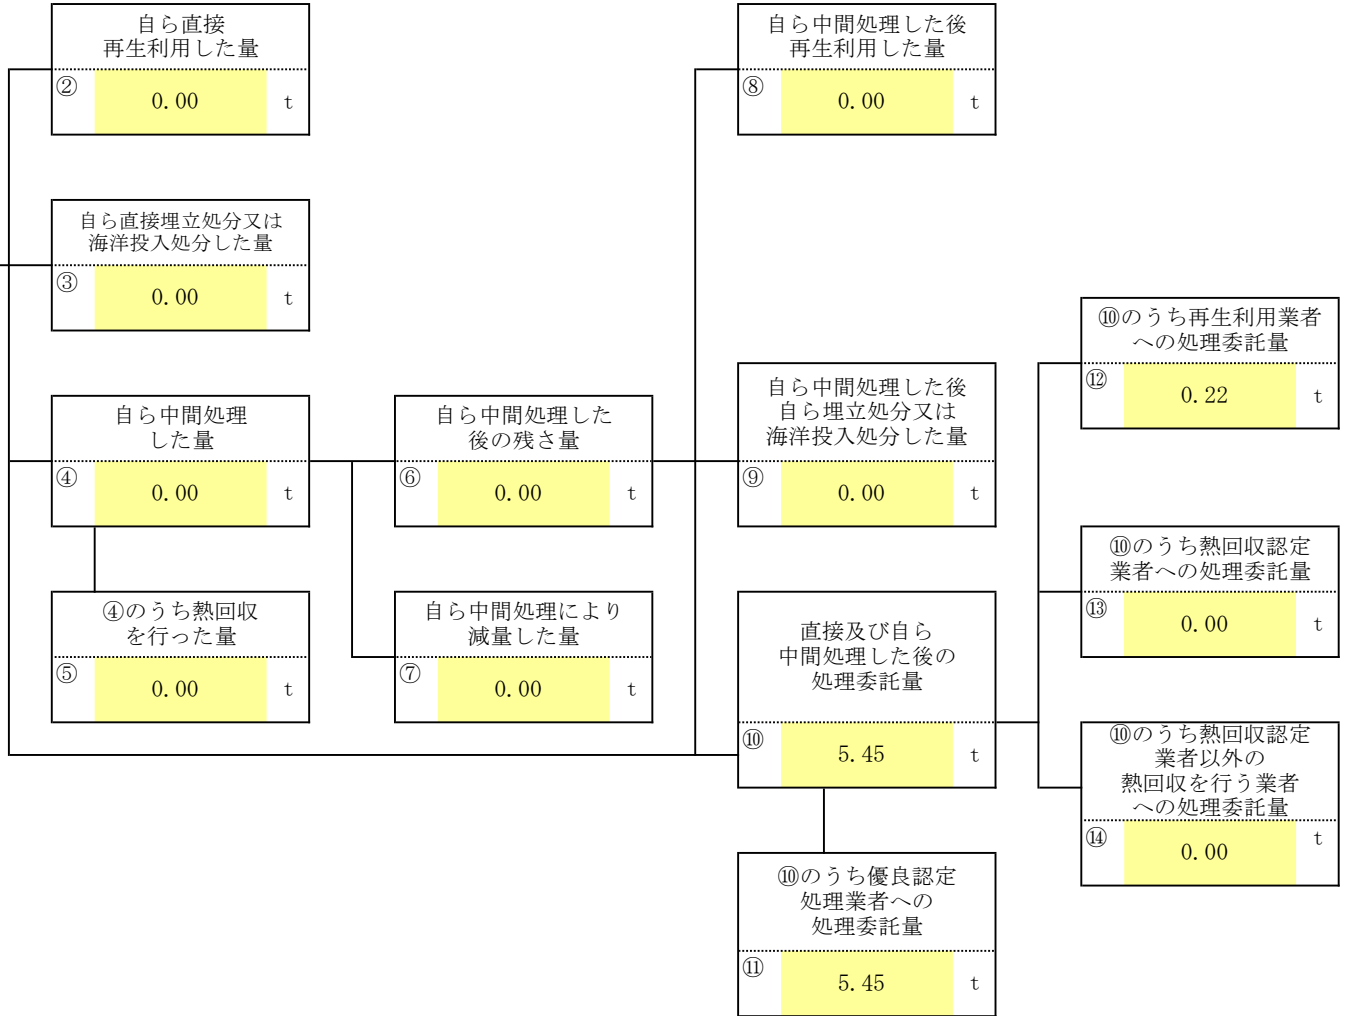 自ら直接
再生利用した量
② 0.00 t
自ら直接埋立処分又は
海洋投入処分した量
③ 0.00 t
自ら中間処理
した量
④ 0.00 t
④のうち熱回収
を行った量
⑤ 0.00 t
自ら中間処理した
後の残さ量
⑥ 0.00 t
自ら中間処理により
減量した量
⑦ 0.00 t
自ら中間処理した後
再生利用した量
⑧ 0.00 t
自ら中間処理した後
自ら埋立処分又は
海洋投入処分した量
⑨ 0.00 t
直接及び自ら
中間処理した後の
処理委託量
⑩ 5.45 t
⑩のうち優良認定
処理業者への
処理委託量
⑪ 5.45 t
⑩のうち再生利用業者
への処理委託量
⑫ 0.22 t
⑩のうち熱回収認定
業者への処理委託量
⑬ 0.00 t
⑩のうち熱回収認定
業者以外の
熱回収を行う業者
への処理委託量
⑭ 0.00 t